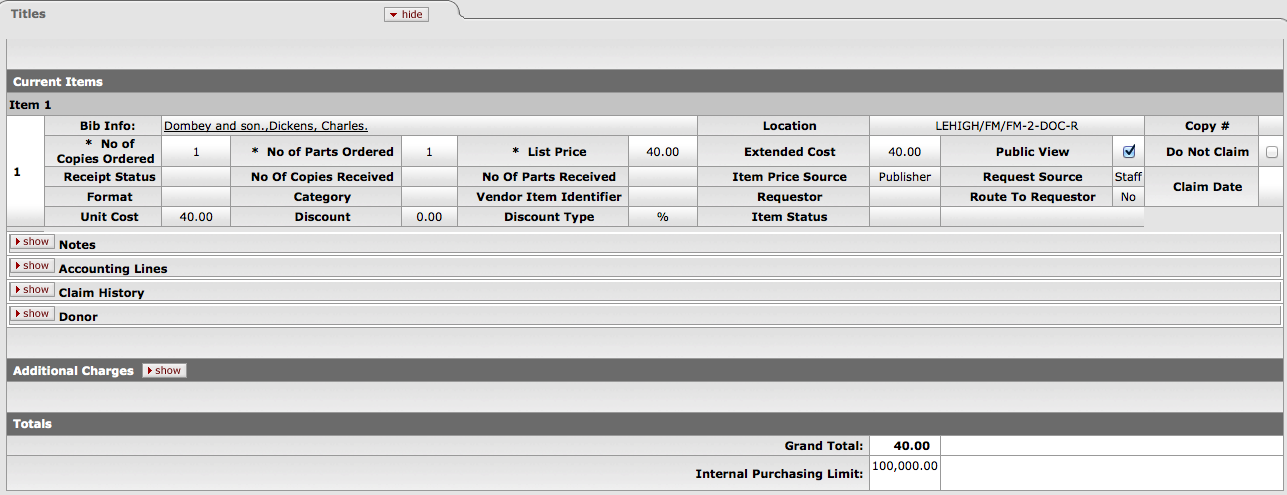 Titles hide
Current Items
Item 1
Bib Info: Dombey and son.,Dickens, Charles. Location LEHIGH/FM/FM-2-DOC-R Copy #
1 * No of Copies Ordered 1 * No of Parts Ordered 1 * List Price 40.00 Extended Cost 40.00 Public View Do Not Claim
Receipt Status No Of Copies Received No Of Parts Received Item Price Source Publisher Request Source Staff Claim Date
Format Category Vendor Item Identifier Requestor Route To Requestor No
Unit Cost 40.00 Discount 0.00 Discount Type % Item Status
show Notes
show Accounting Lines
show Claim History
show Donor
Additional Charges show
Totals
Grand Total: 40.00
Internal Purchasing Limit: 100,000.00